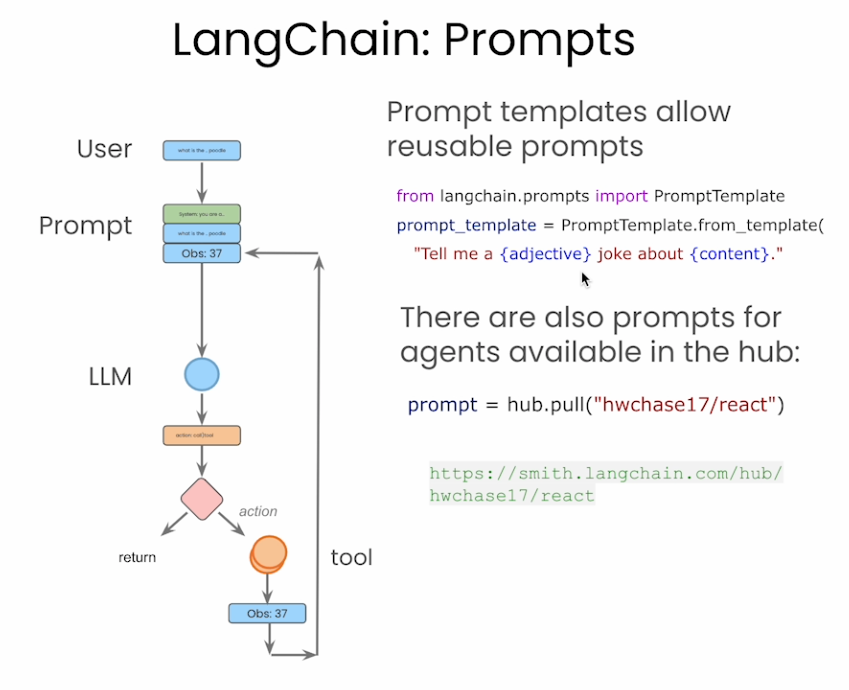 LangChain: Prompts
User
what is the .. poodle
Prompt
System: you are a..
what is the .. poodle
Obs: 37
LLM
action: calc/tool
action
return
tool
Obs: 37
Prompt templates allow
reusable prompts
from langchain.prompts import PromptTemplate
prompt_template = PromptTemplate.from_template(
"Tell me a {adjective} joke about {content}."
There are also prompts for
agents available in the hub:
prompt = hub.pull("hwchase17/react")
https://smith.langchain.com/hub/
hwchase17/react